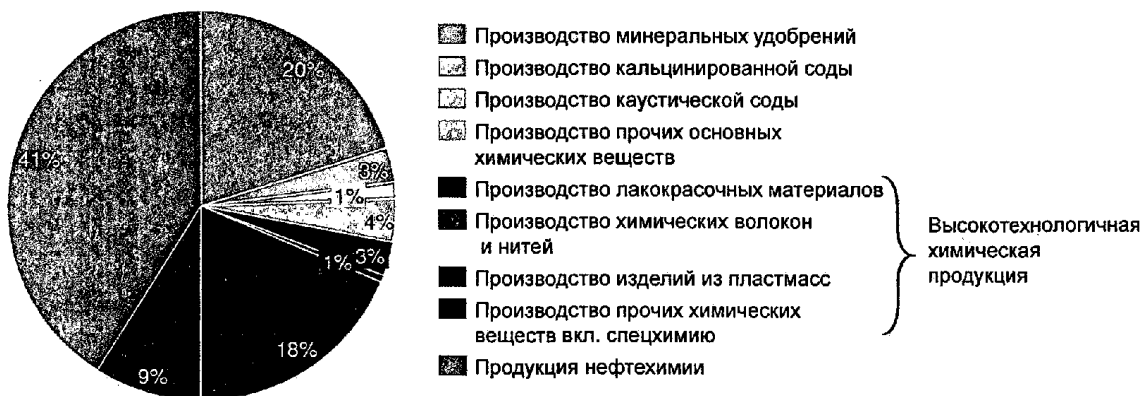 20%
3%
1%
4%
3%
1%
18%
9%
41%
Производство минеральных удобрений
Производство кальцинированной соды
Производство каустической соды
Производство прочих основных
химических веществ
Производство лакокрасочных материалов
Производство химических волокон
и нитей
Производство изделий из пластмасс
Производство прочих химических
веществ вкл. спецхимию
Продукция нефтехимии
Высокотехнологичная
химическая
продукция